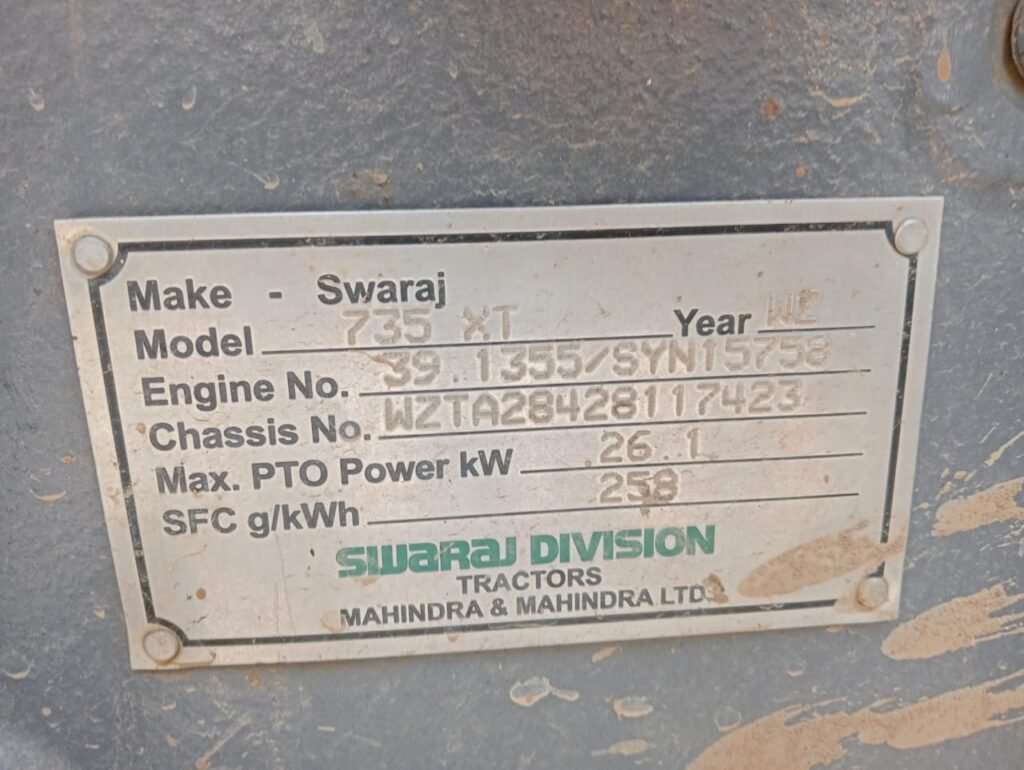 Make - Swaraj
Model 735 XT Year WZ
Engine No. 39.1355/SYN15758
Chassis No. WZTA28428117423
Max. PTO Power kW 26.1
SFC g/kWh 258
SWARAJ DIVISION
TRACTORS
MAHINDRA & MAHINDRA LTD.